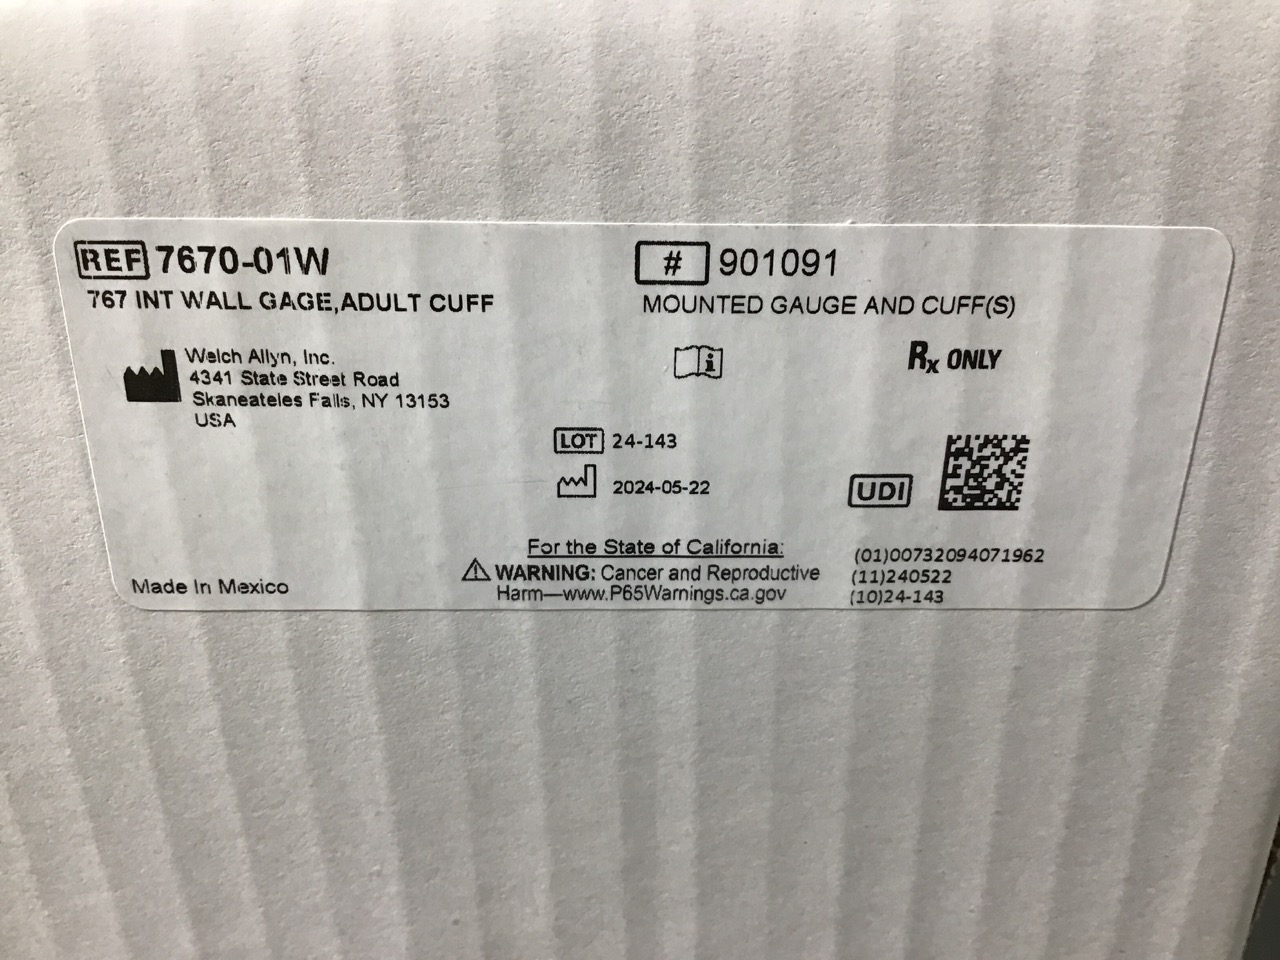 REF 7670-01W
767 INT WALL GAGE,ADULT CUFF
# 901091
MOUNTED GAUGE AND CUFF(S)
Welch Allyn, Inc.
4341 State Street Road
Skaneateles Falls, NY 13153
USA
i
Rx ONLY
LOT 24-143
2024-05-22
UDI
For the State of California:
WARNING: Cancer and Reproductive
Harm—www.P65Warnings.ca.gov
(01)00732094071962
(11)240522
(10)24-143
Made In Mexico